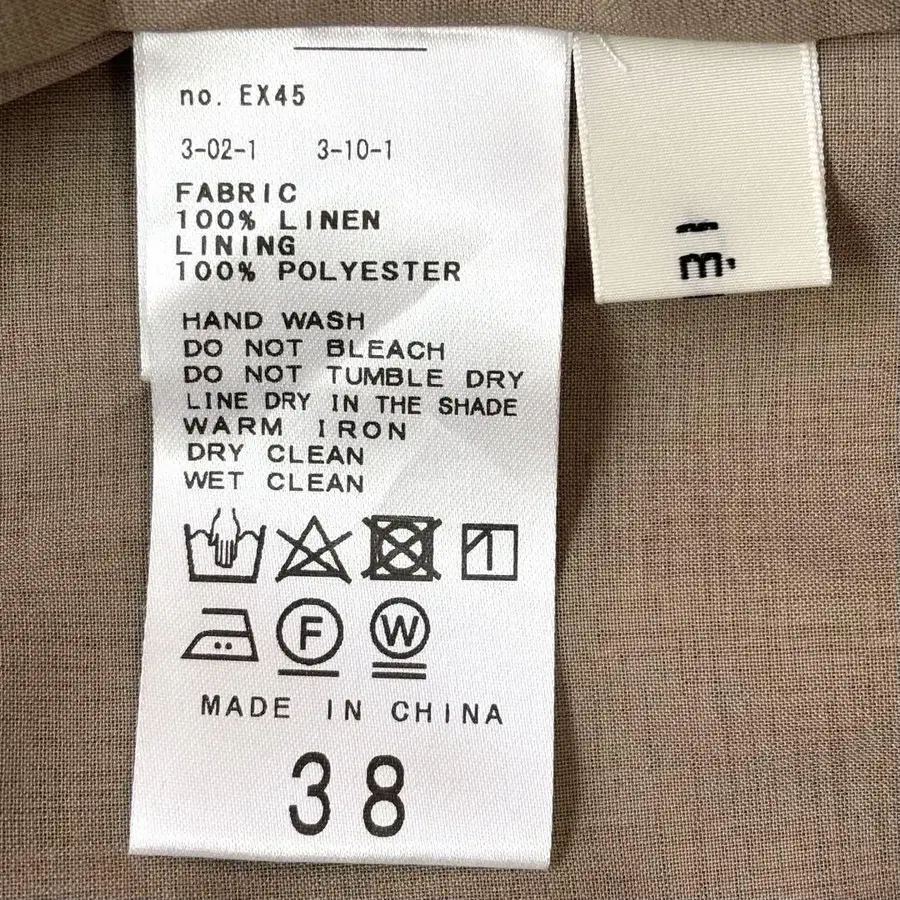 no. EX45
3-02-1 3-10-1
FABRIC
100% LINEN
LINING
100% POLYESTER
HAND WASH
DO NOT BLEACH
DO NOT TUMBLE DRY
LINE DRY IN THE SHADE
WARM IRON
DRY CLEAN
WET CLEAN
F W
MADE IN CHINA
38